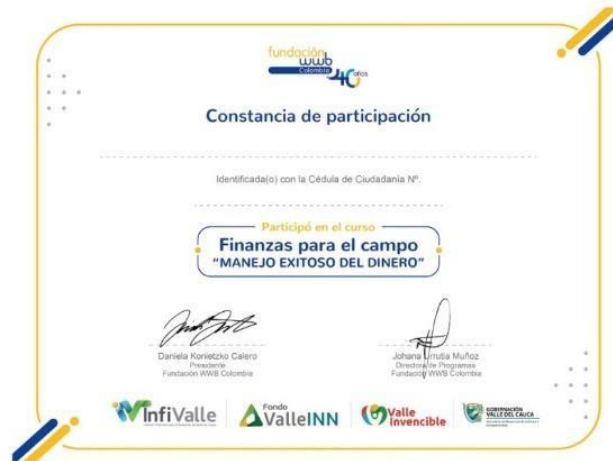 fundación
wwb
Colombia
40 años
Constancia de participación
Identificada(o) con la Cédula de Ciudadanía Nº.
Participó en el curso
Finanzas para el campo
“MANEJO EXITOSO DEL DINERO”
Daniela Konietzko Calero
Presidente
Fundación WWB Colombia
Johana Urrutia Muñoz
Directora de Programas
Fundación WWB Colombia
InfiValle
Fondo
ValleINN
Valle
Invencible
GOBERNACIÓN
VALLE DEL CAUCA